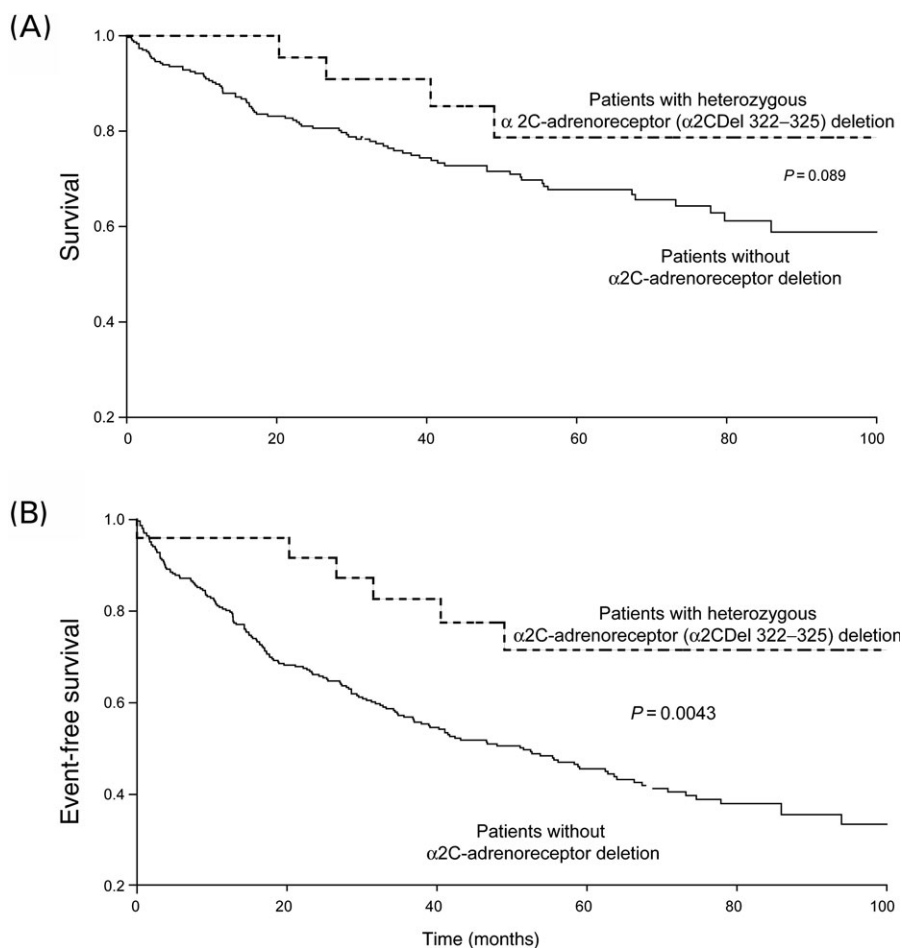 (A)
1.0
0.8
0.6
0.4
0.2
Survival
Patients with heterozygous
α 2C-adrenoreceptor (α2CDel 322–325) deletion
P = 0.089
Patients without
α2C-adrenoreceptor deletion
0 20 40 60 80 100
(B)
1.0
0.8
0.6
0.4
0.2
Event-free survival
Patients with heterozygous
α2C-adrenoreceptor (α2CDel 322–325) deletion
P = 0.0043
Patients without
α2C-adrenoreceptor deletion
0 20 40 60 80 100
Time (months)